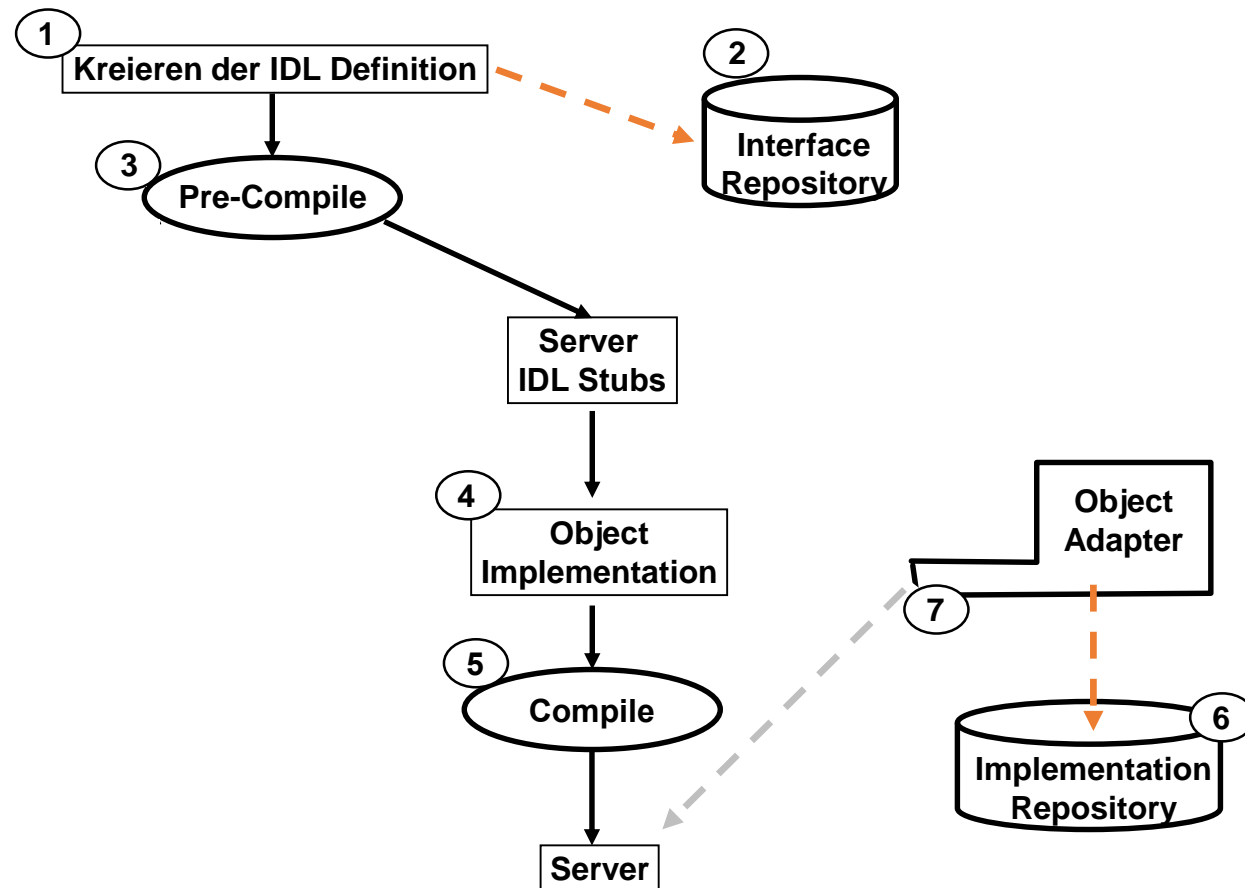 1
Kreieren der IDL Definition
2
Interface
Repository
3
Pre-Compile
Server
IDL Stubs
4
Object
Implementation
Object
Adapter
7
5
Compile
6
Implementation
Repository
Server